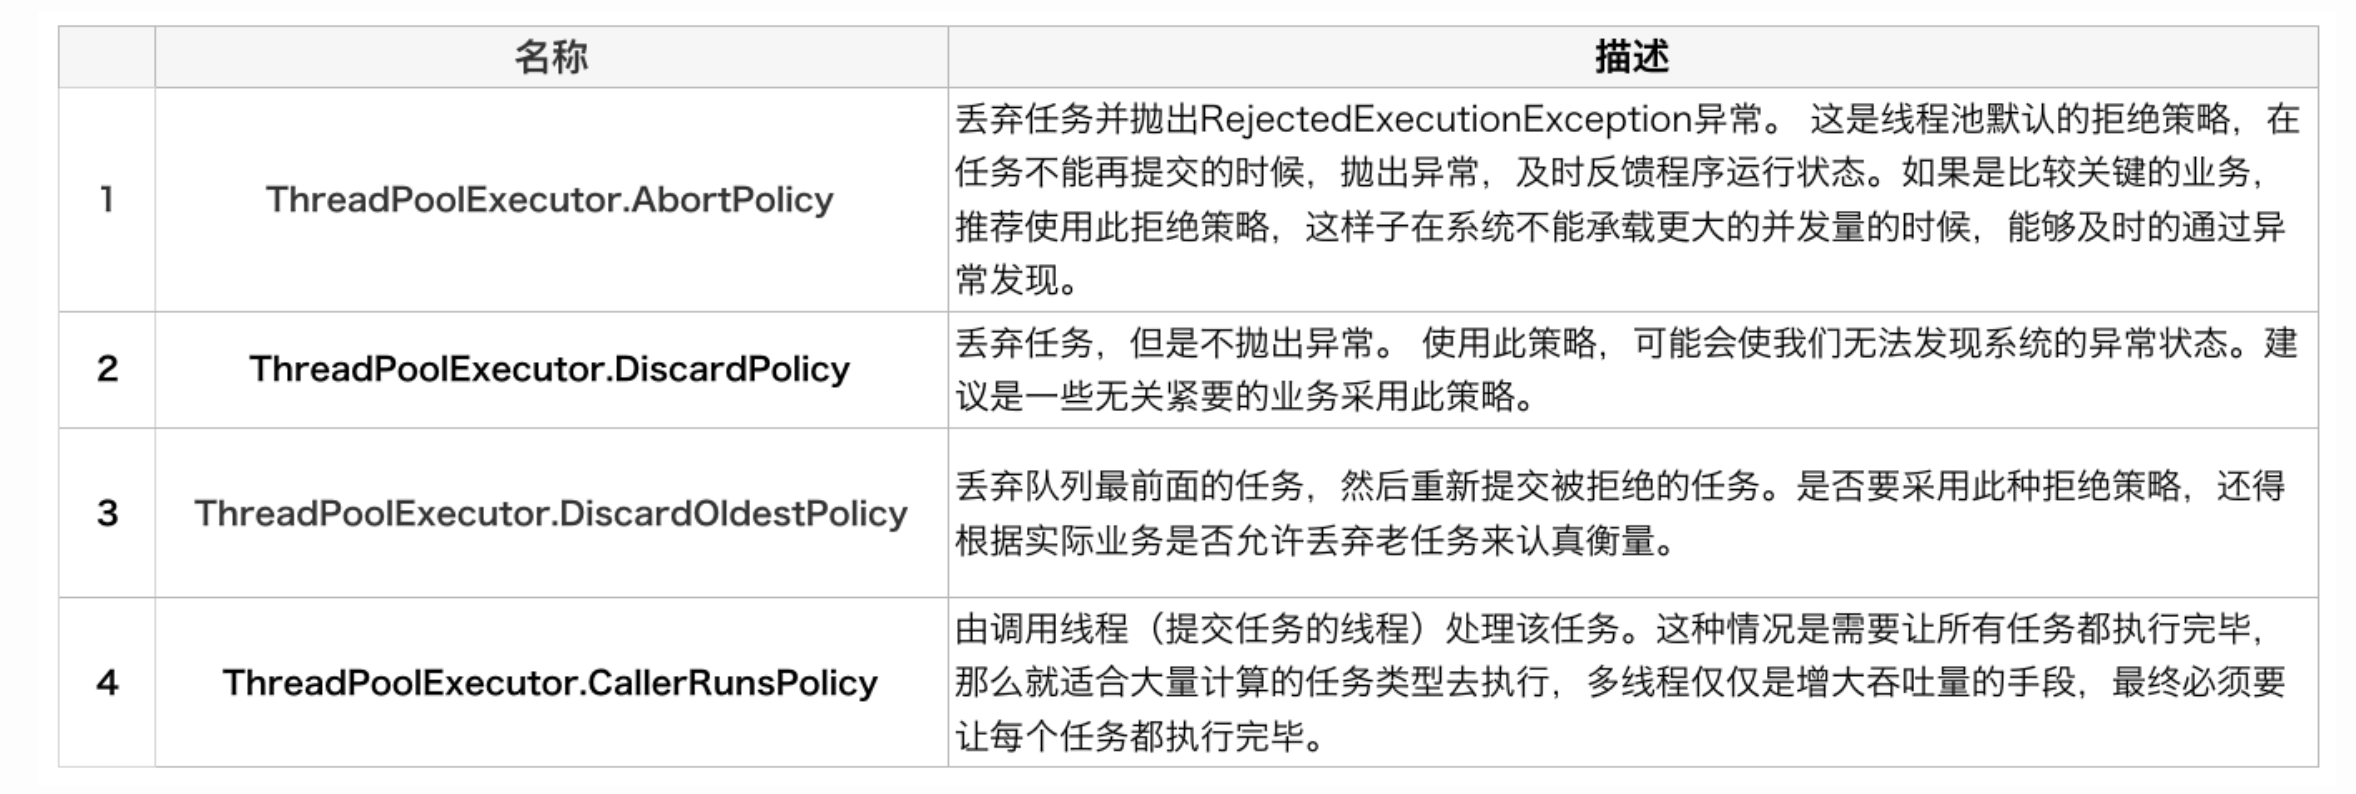 名称
描述
1
ThreadPoolExecutor.AbortPolicy
丢弃任务并抛出RejectedExecutionException异常。 这是线程池默认的拒绝策略，在
任务不能再提交的时候，抛出异常，及时反馈程序运行状态。如果是比较关键的业务，
推荐使用此拒绝策略，这样子在系统不能承载更大的并发量的时候，能够及时的通过异
常发现。
2
ThreadPoolExecutor.DiscardPolicy
丢弃任务，但是不抛出异常。 使用此策略，可能会使我们无法发现系统的异常状态。建
议是一些无关紧要的业务采用此策略。
3
ThreadPoolExecutor.DiscardOldestPolicy
丢弃队列最前面的任务，然后重新提交被拒绝的任务。是否要采用此种拒绝策略，还得
根据实际业务是否允许丢弃老任务来认真衡量。
4
ThreadPoolExecutor.CallerRunsPolicy
由调用线程（提交任务的线程）处理该任务。这种情况是需要让所有任务都执行完毕，
那么就适合大量计算的任务类型去执行，多线程仅仅是增大吞吐量的手段，最终必须要
让每个任务都执行完毕。